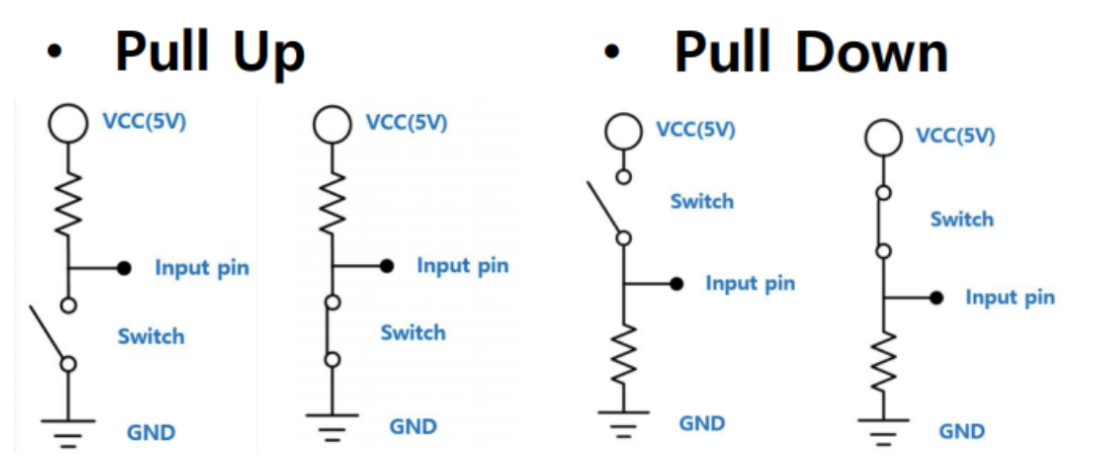 • Pull Up
VCC(5V)
Input pin
Switch
GND
VCC(5V)
Input pin
Switch
GND
• Pull Down
VCC(5V)
Switch
Input pin
GND
VCC(5V)
Switch
Input pin
GND